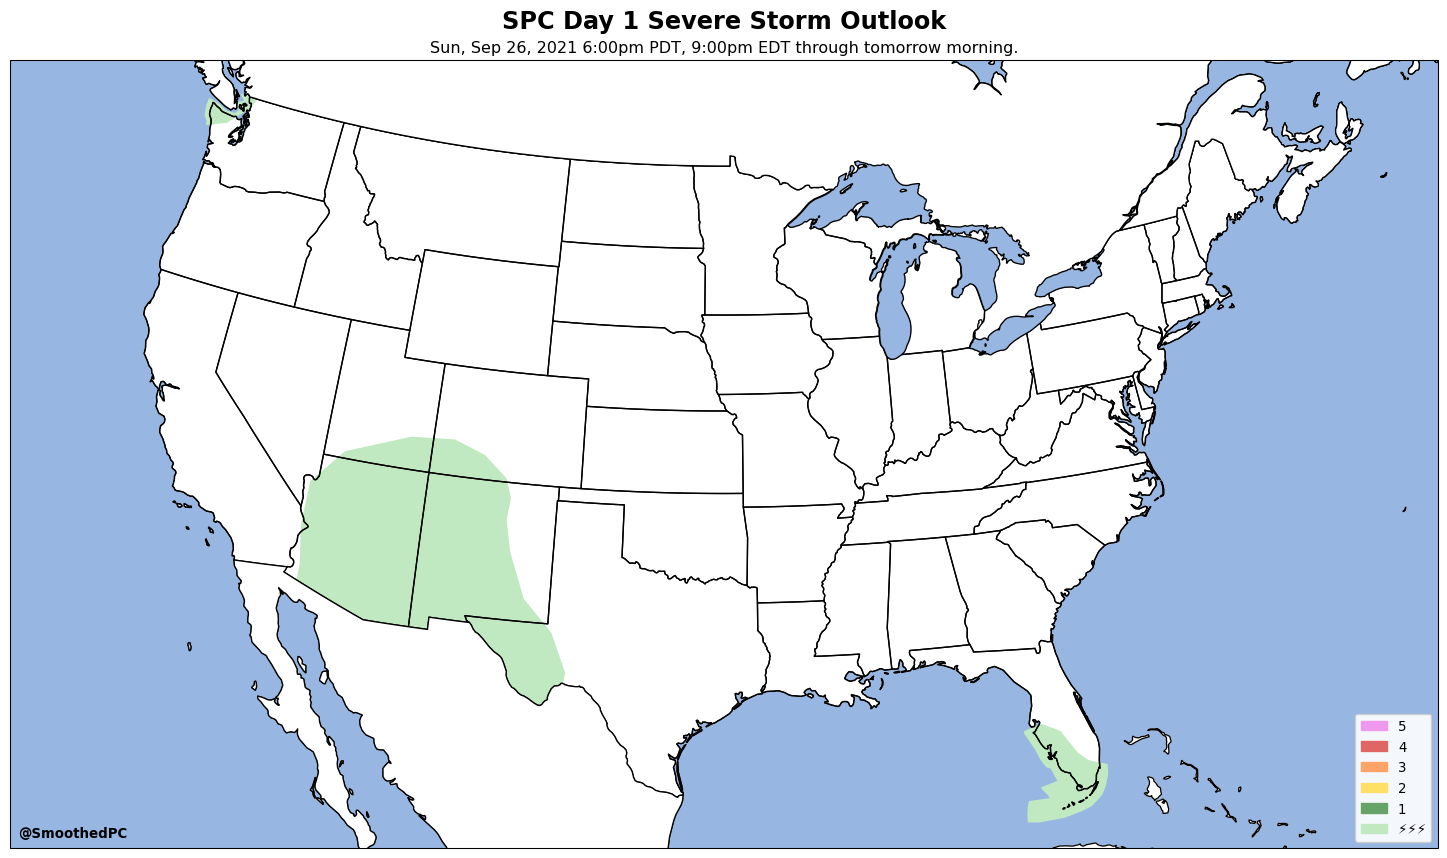 SPC Day 1 Severe Storm Outlook
Sun, Sep 26, 2021 6:00pm PDT, 9:00pm EDT through tomorrow morning.
5
4
3
2
1
⚡⚡⚡
@SmoothedPC